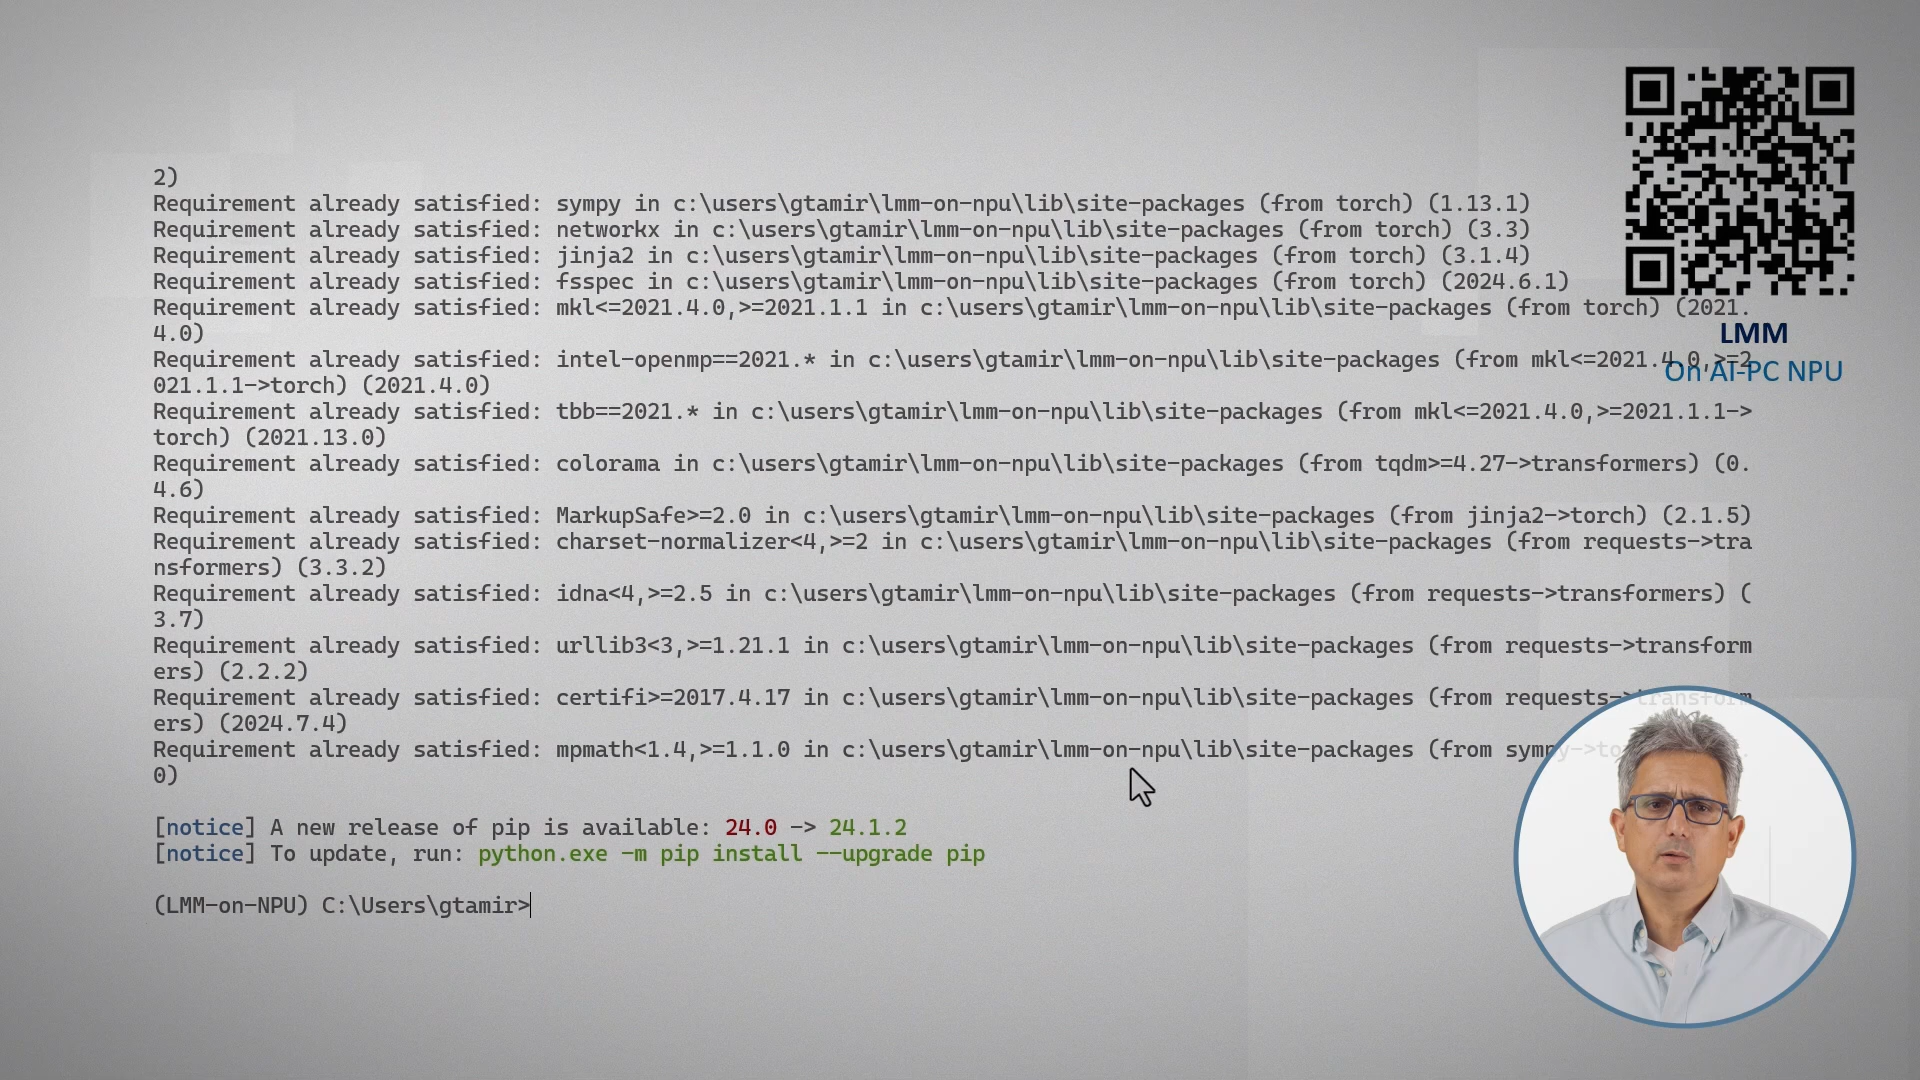 2)
Requirement already satisfied: sympy in c:\users\gtamir\lmm-on-npu\lib\site-packages (from torch) (1.13.1)
Requirement already satisfied: networkx in c:\users\gtamir\lmm-on-npu\lib\site-packages (from torch) (3.3)
Requirement already satisfied: jinja2 in c:\users\gtamir\lmm-on-npu\lib\site-packages (from torch) (3.1.4)
Requirement already satisfied: fsspec in c:\users\gtamir\lmm-on-npu\lib\site-packages (from torch) (2024.6.1)
Requirement already satisfied: mkl<=2021.4.0,>=2021.1.1 in c:\users\gtamir\lmm-on-npu\lib\site-packages (from torch) (2021.
4.0)
Requirement already satisfied: intel-openmp==2021.* in c:\users\gtamir\lmm-on-npu\lib\site-packages (from mkl<=2021.4.0,>=2
021.1.1->torch) (2021.4.0)
Requirement already satisfied: tbb==2021.* in c:\users\gtamir\lmm-on-npu\lib\site-packages (from mkl<=2021.4.0,>=2021.1.1->
torch) (2021.13.0)
Requirement already satisfied: colorama in c:\users\gtamir\lmm-on-npu\lib\site-packages (from tqdm>=4.27->transformers) (0.
4.6)
Requirement already satisfied: MarkupSafe>=2.0 in c:\users\gtamir\lmm-on-npu\lib\site-packages (from jinja2->torch) (2.1.5)
Requirement already satisfied: charset-normalizer<4,>=2 in c:\users\gtamir\lmm-on-npu\lib\site-packages (from requests->tra
nsformers) (3.3.2)
Requirement already satisfied: idna<4,>=2.5 in c:\users\gtamir\lmm-on-npu\lib\site-packages (from requests->transformers) (
3.7)
Requirement already satisfied: urllib3<3,>=1.21.1 in c:\users\gtamir\lmm-on-npu\lib\site-packages (from requests->transform
ers) (2.2.2)
Requirement already satisfied: certifi>=2017.4.17 in c:\users\gtamir\lmm-on-npu\lib\site-packages (from requests->transform
ers) (2024.7.4)
Requirement already satisfied: mpmath<1.4,>=1.1.0 in c:\users\gtamir\lmm-on-npu\lib\site-packages (from sympy->to
0)
[notice] A new release of pip is available: 24.0 -> 24.1.2
[notice] To update, run: python.exe -m pip install --upgrade pip
(LMM-on-NPU) C:\Users\gtamir>
LMM
On AI-PC NPU